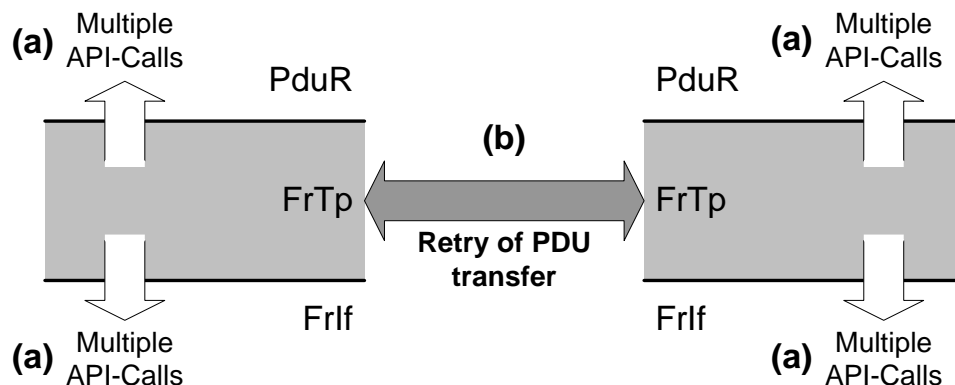 (a) Multiple
API-Calls
PduR
(b)
FrTp
Retry of PDU
transfer
FrIf
(a) Multiple
API-Calls
(a) Multiple
API-Calls
PduR
FrTp
FrIf
(a) Multiple
API-Calls